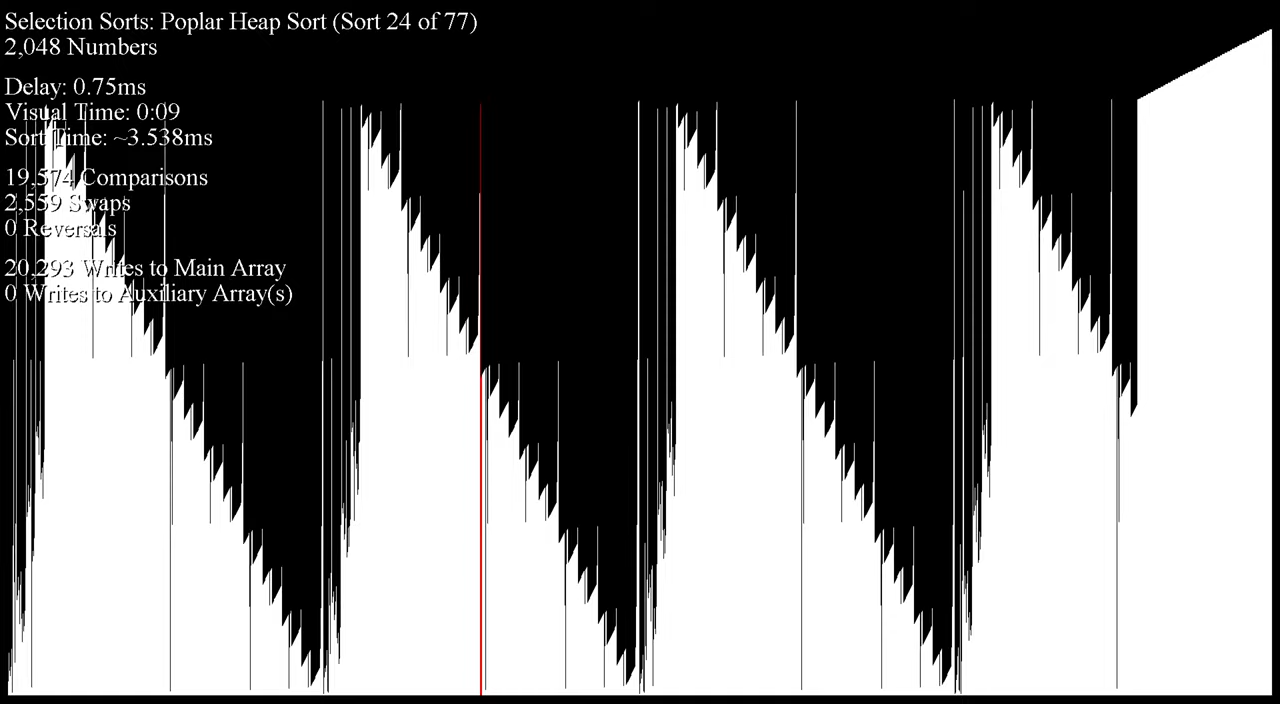 Selection Sorts: Poplar Heap Sort (Sort 24 of 77)
2,048 Numbers
Delay: 0.75ms
Visual Time: 0:09
Sort Time: ~3.538ms
19,574 Comparisons
2,559 Swaps
0 Reversals
20,293 Writes to Main Array
0 Writes to Auxiliary Array(s)